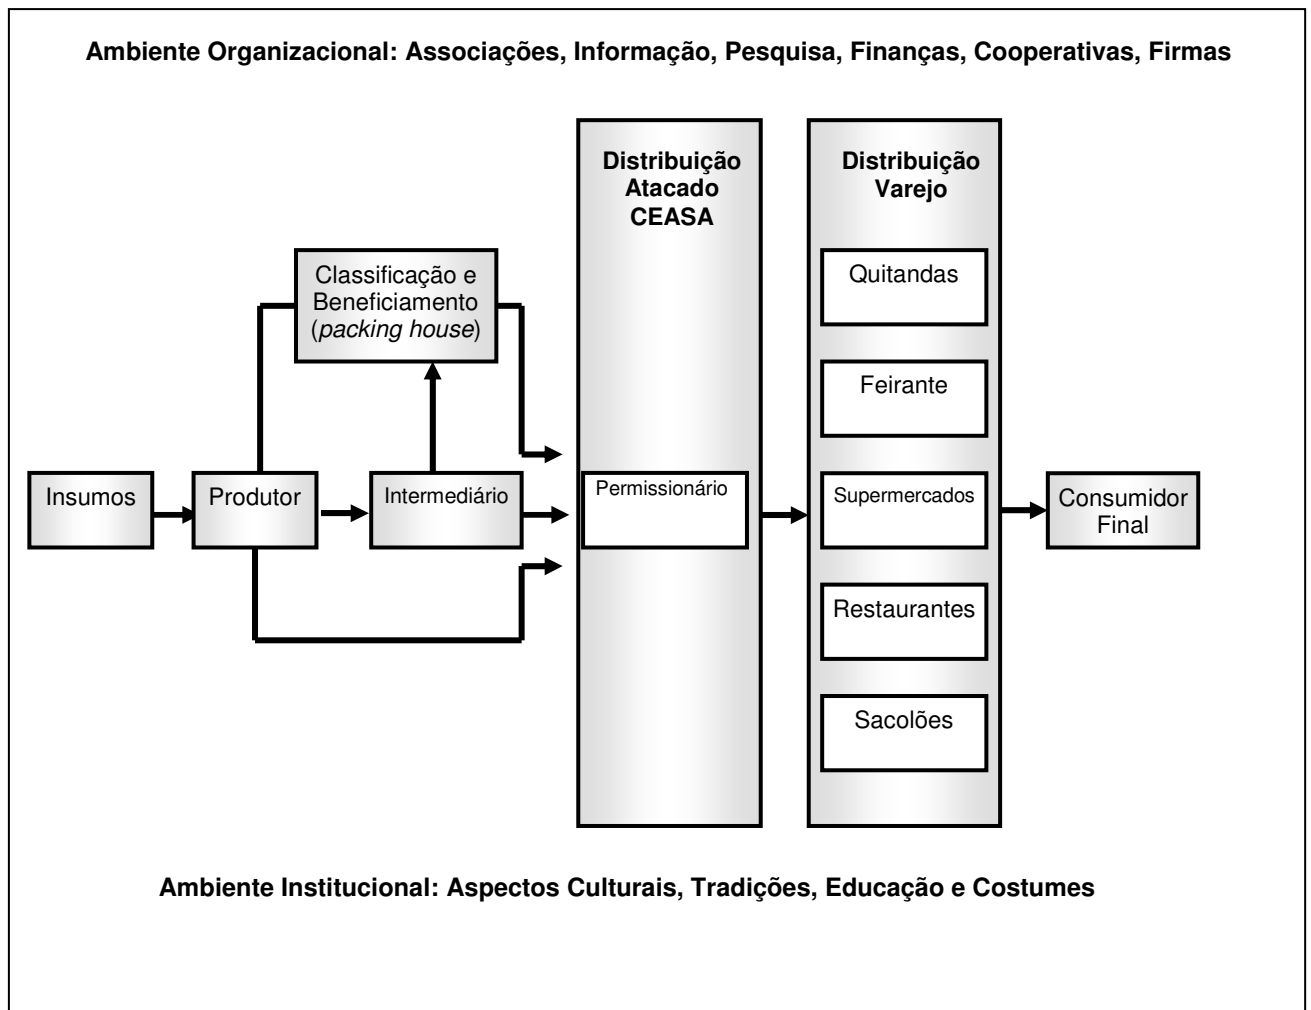 Ambiente Organizacional: Associações, Informação, Pesquisa, Finanças, Cooperativas, Firmas
Distribuição
Atacado
CEASA
Distribuição
Varejo
Classificação e
Beneficiamento
(packing house)
Quitandas
Feirante
Insumos
Produtor
Intermediário
Permissionário
Supermercados
Consumidor
Final
Restaurantes
Sacolões
Ambiente Institucional: Aspectos Culturais, Tradições, Educação e Costumes